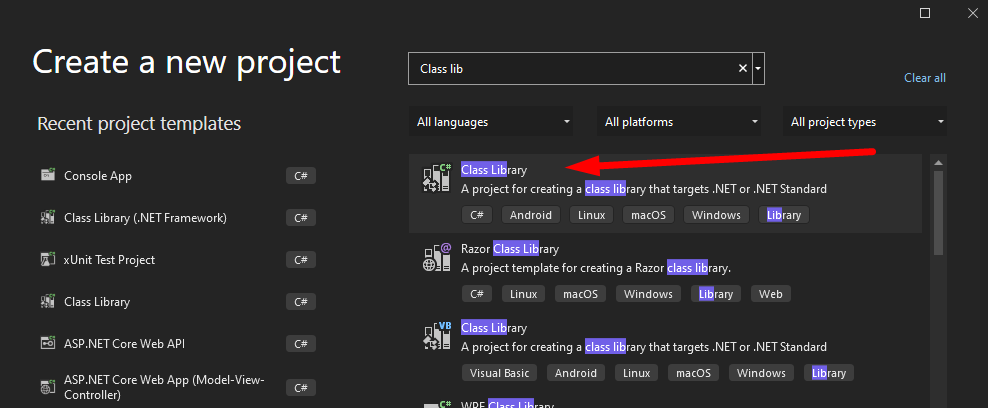 Create a new project
Class lib
Clear all
All languages
All platforms
All project types
Recent project templates
Console App
C#
Class Library (.NET Framework)
C#
xUnit Test Project
C#
Class Library
C#
ASP.NET Core Web API
C#
ASP.NET Core Web App (Model-View-
Controller)
C#
C#
Class Library
A project for creating a class library that targets .NET or .NET Standard
C# Android Linux macOS Windows Library
@
Razor Class Library
A project template for creating a Razor class library.
C# Linux macOS Windows Library Web
VB
Class Library
A project for creating a class library that targets .NET or .NET Standard
Visual Basic Android Linux macOS Windows Library
C#
WPF Class Library